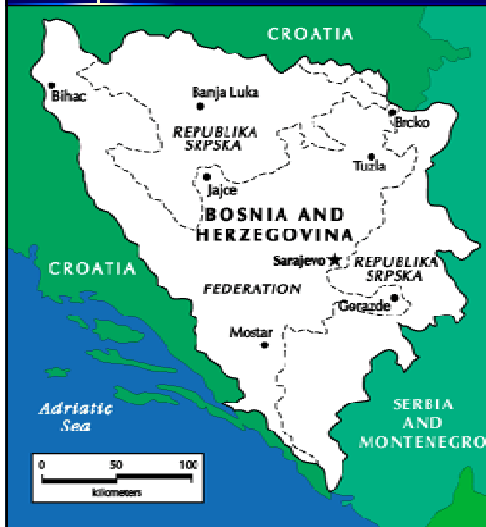 CROATIA
Bihac
Banja Luka
REPUBLIKA
SRPSKA
Brcko
Tuzla
Jajce
BOSNIA AND
HERZEGOVINA
Sarajevo
REPUBLIKA
SRPSKA
CROATIA
FEDERATION
Gorazde
Mostar
Adriatic
Sea
SERBIA
AND
MONTENEGRO
0 50 100
kilometers